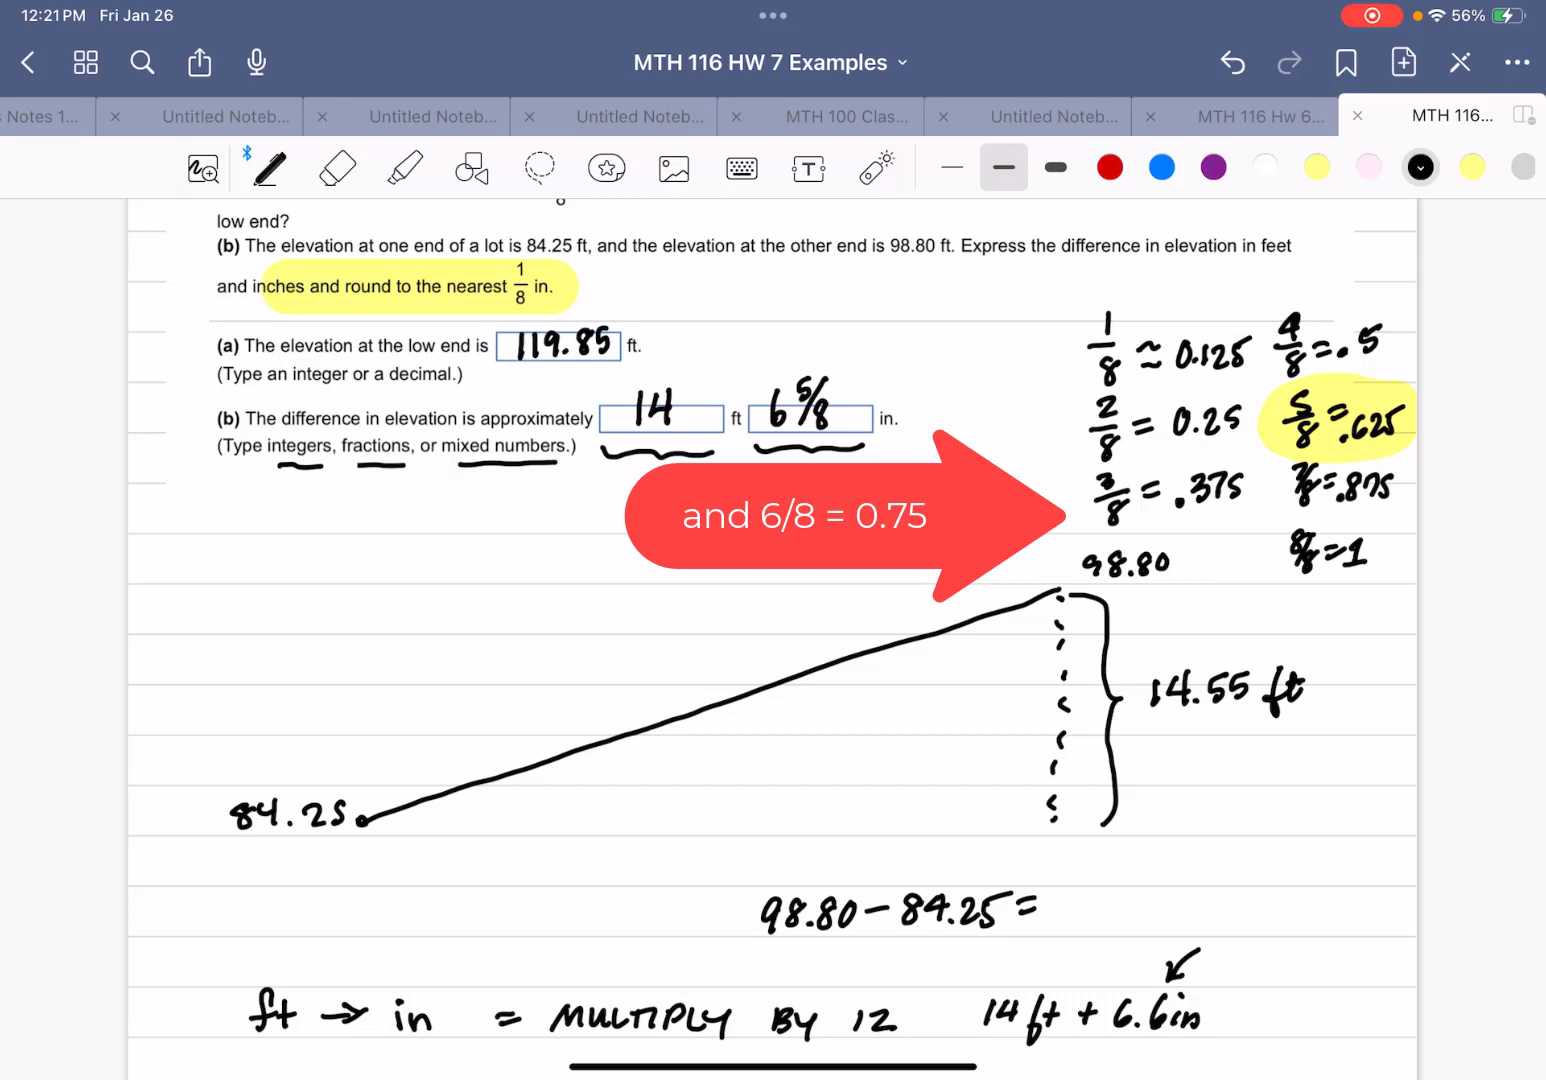 12:21 PM Fri Jan 26
56%
MTH 116 HW 7 Examples
s Notes 1...
Untitled Noteb...
Untitled Noteb...
Untitled Noteb...
MTH 100 Clas...
Untitled Noteb...
MTH 116 Hw 6...
MTH 116...
8
low end?
(b) The elevation at one end of a lot is 84.25 ft, and the elevation at the other end is 98.80 ft. Express the difference in elevation in feet
and inches and round to the nearest 1/8 in.
(a) The elevation at the low end is 119.85 ft.
(Type an integer or a decimal.)
(b) The difference in elevation is approximately 14 ft 6 5/8 in.
(Type integers, fractions, or mixed numbers.)
1/8 ≈ 0.125
2/8 = 0.25
3/8 = .375
4/8 = .5
5/8 = .625
7/8 = .875
8/8 = 1
and 6/8 = 0.75
98.80
14.55 ft
84.25
98.80 - 84.25 =
ft → in = MULTIPLY BY 12
14 ft + 6.6 in